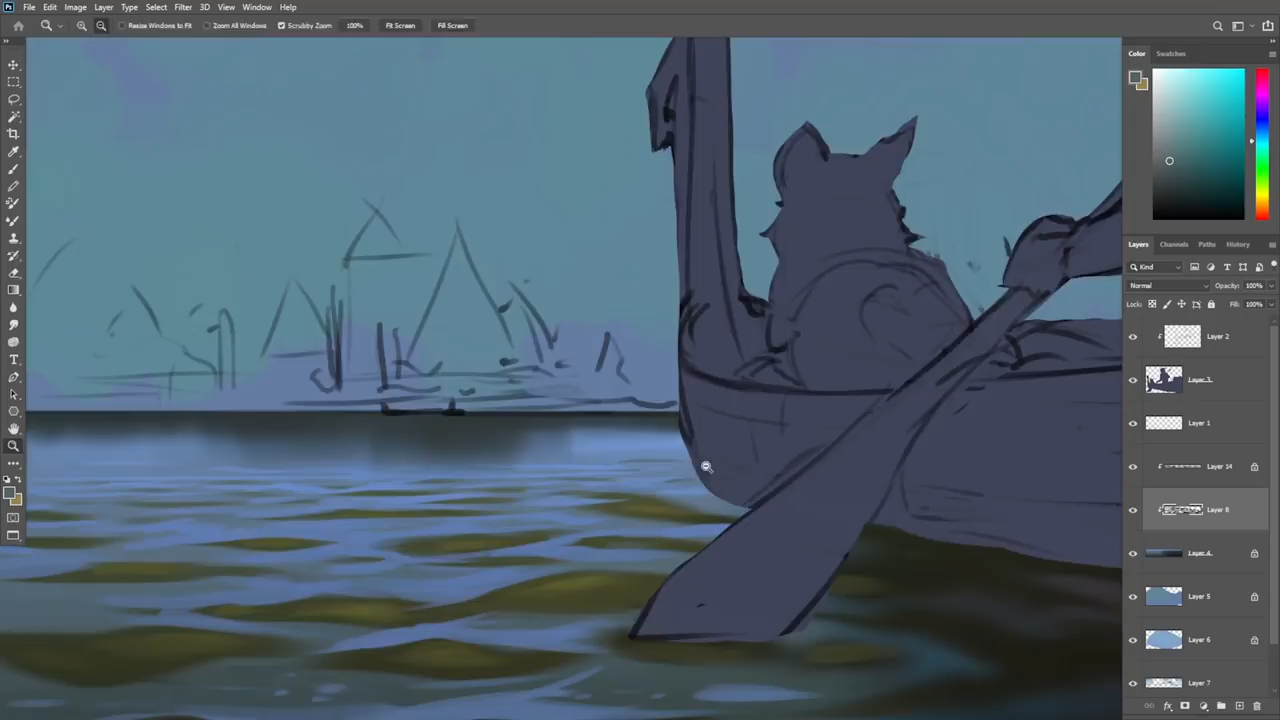 Ps File Edit Image Layer Type Select Filter 3D View Window Help
Resize Windows to Fit Zoom All Windows Scrubby Zoom 100% Fit Screen Fill Screen
Color Swatches
Layers Channels Paths History
Kind
Normal Opacity: 100%
Lock: Fill: 100%
Layer 2
Layer 3
Layer 1
Layer 14
Layer 8
Layer 4
Layer 5
Layer 6
Layer 7